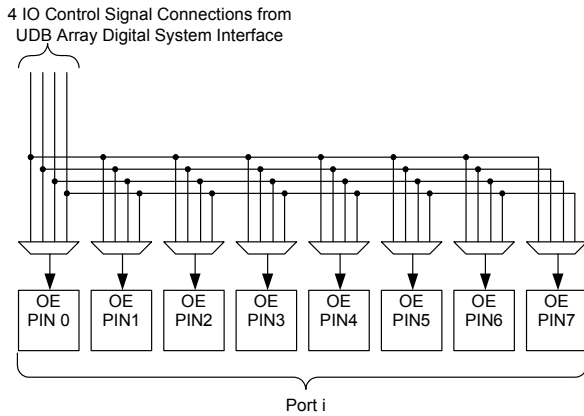 4 IO Control Signal Connections from
UDB Array Digital System Interface
OE
PIN 0
OE
PIN1
OE
PIN2
OE
PIN3
OE
PIN4
OE
PIN5
OE
PIN6
OE
PIN7
Port i